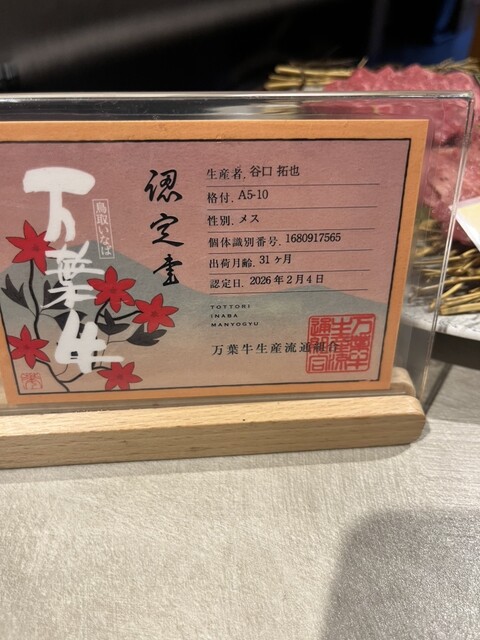 万葉牛
鳥取いなば
認定書
生産者. 谷口 拓也
格付. A5-10
性別. メス
個体識別番号. 1680917565
出荷月齢. 31ヶ月
認定日. 2026年2月4日
TOTTORI
INABA
MANYOGYU
万葉牛生産流通組合